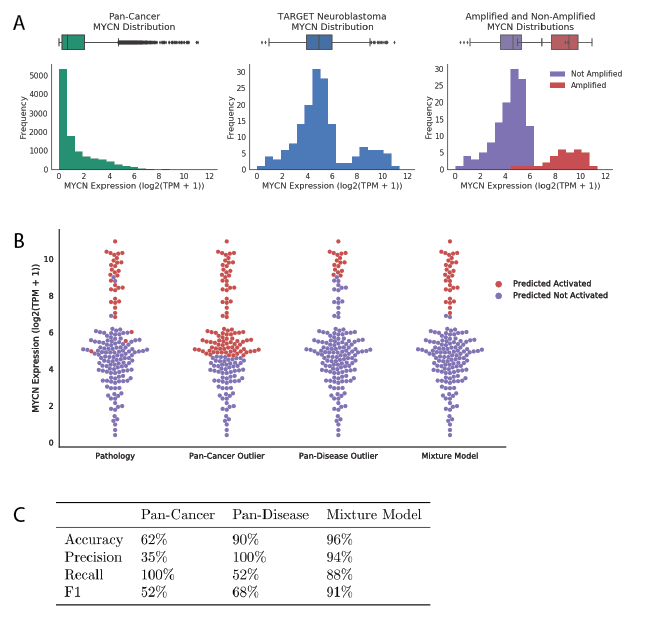 A
Pan-Cancer
MYCN Distribution
5000
4000
3000
2000
1000
0
Frequency
0 2 4 6 8 10 12
MYCN Expression (log2(TPM + 1))
TARGET Neuroblastoma
MYCN Distribution
30
25
20
15
10
5
0
Frequency
0 2 4 6 8 10 12
MYCN Expression (log2(TPM + 1))
Amplified and Non-Amplified
MYCN Distributions
Not Amplified
Amplified
30
25
20
15
10
5
0
Frequency
0 2 4 6 8 10 12
MYCN Expression (log2(TPM + 1))
B
10
8
6
4
2
0
MYCN Expression (log2(TPM + 1))
Predicted Activated
Predicted Not Activated
Pathology Pan-Cancer Outlier Pan-Disease Outlier Mixture Model
C
Pan-Cancer Pan-Disease Mixture Model
Accuracy 62% 90% 96%
Precision 35% 100% 94%
Recall 100% 52% 88%
F1 52% 68% 91%